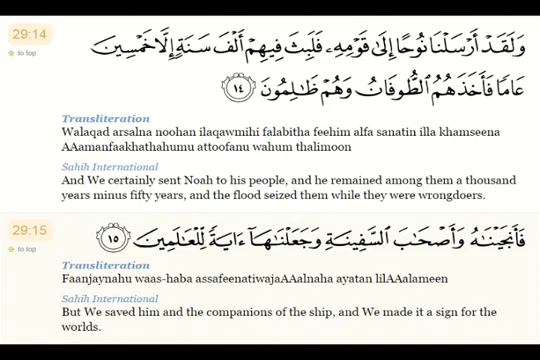 29:14
to top
وَلَقَدْ أَرْسَلْنَا نُوحًا إِلَىٰ قَوْمِهِۦ فَلَبِثَ فِيهِمْ أَلْفَ سَنَةٍ إِلَّا خَمْسِينَ
عَامًا فَأَخَذَهُمُ ٱلطُّوفَانُ وَهُمْ ظَـٰلِمُونَ ١٤
Transliteration
Walaqad arsalna noohan ilaqawmihi falabitha feehim alfa sanatin illa khamseena
AAamanfaakhathahumu attoofanu wahum thalimoon
Sahih International
And We certainly sent Noah to his people, and he remained among them a thousand
years minus fifty years, and the flood seized them while they were wrongdoers.
29:15
to top
فَأَنجَيْنَـٰهُ وَأَصْحَـٰبَ ٱلسَّفِينَةِ وَجَعَلْنَـٰهَآ ءَايَةً لِّلْعَـٰلَمِينَ ١٥
Transliteration
Faanjaynahu waas-haba assafeenatiwajaAAalnaha ayatan lilAAalameen
Sahih International
But We saved him and the companions of the ship, and We made it a sign for the
worlds.